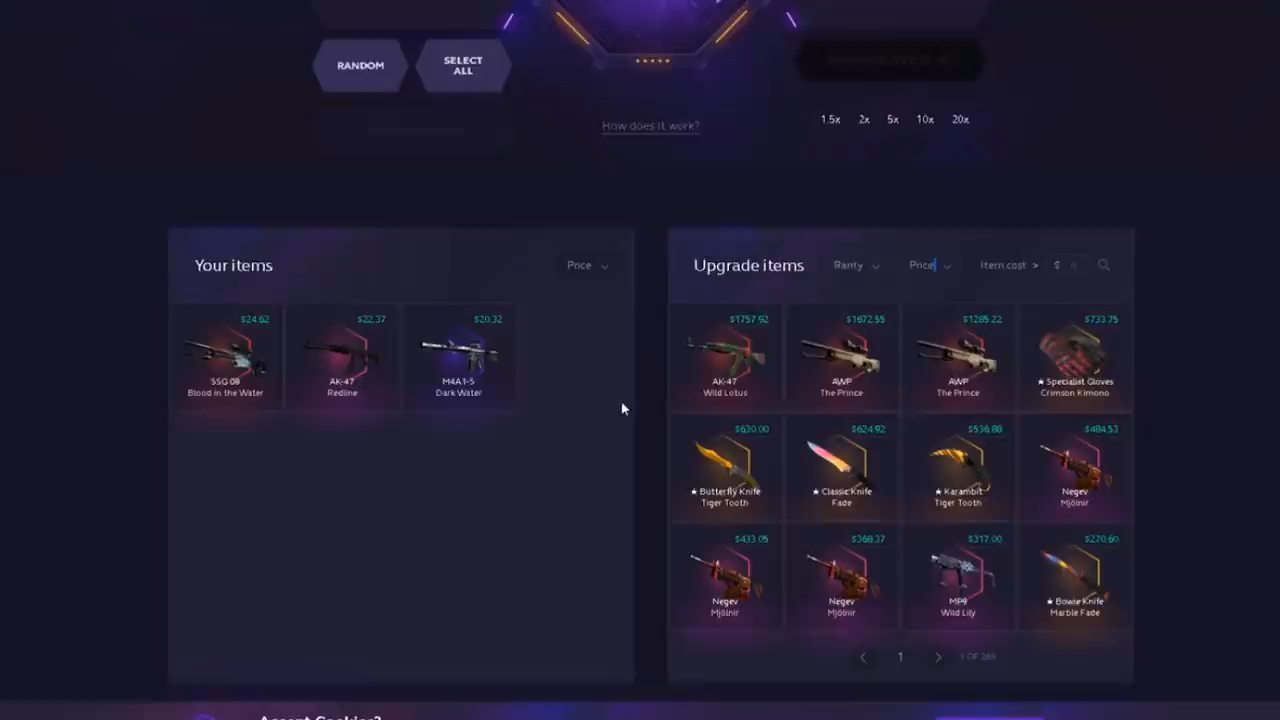 RANDOM
SELECT
ALL
How does it work?
1.5x 2x 5x 10x 20x
Your items
Price
Upgrade items
Rarity
Price
Item cost >
$
$24.62
SSG 08
Blood in the Water
$22.37
AK-47
Redline
$20.32
M4A1-S
Dark Water
$1757.92
AK-47
Wild Lotus
$1672.55
AWP
The Prince
$1285.22
AWP
The Prince
$733.75
★ Specialist Gloves
Crimson Kimono
$630.00
★ Butterfly Knife
Tiger Tooth
$624.92
★ Classic Knife
Fade
$536.88
★ Karambit
Tiger Tooth
$484.53
Negev
Mjölnir
$433.05
Negev
Mjölnir
$368.37
Negev
Mjölnir
$317.00
MP9
Wild Lily
$270.60
★ Bowie Knife
Marble Fade
1
Accept Cookies?